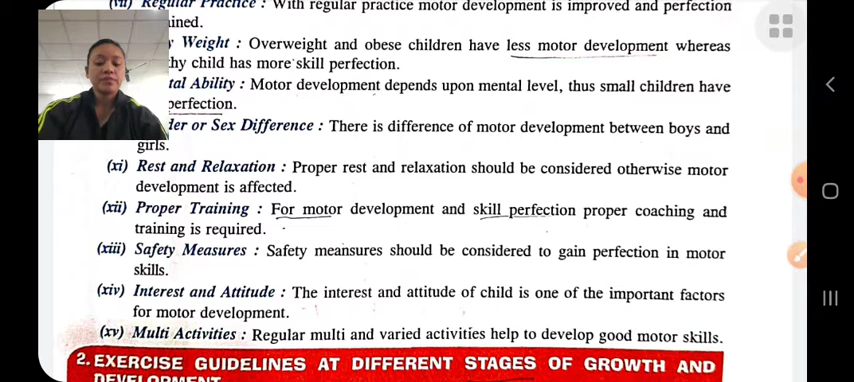 (vii) Regular Practice : With regular practice motor development is improved and perfection
ined.
Weight : Overweight and obese children have less motor development whereas
thy child has more skill perfection.
tal Ability : Motor development depends upon mental level, thus small children have
perfection.
der or Sex Difference : There is difference of motor development between boys and
girls.
(xi) Rest and Relaxation : Proper rest and relaxation should be considered otherwise motor
development is affected.
(xii) Proper Training : For motor development and skill perfection proper coaching and
training is required.
(xiii) Safety Measures : Safety meansures should be considered to gain perfection in motor
skills.
(xiv) Interest and Attitude : The interest and attitude of child is one of the important factors
for motor development.
(xv) Multi Activities : Regular multi and varied activities help to develop good motor skills.
2. EXERCISE GUIDELINES AT DIFFERENT STAGES OF GROWTH AND
DEVELOPMENT